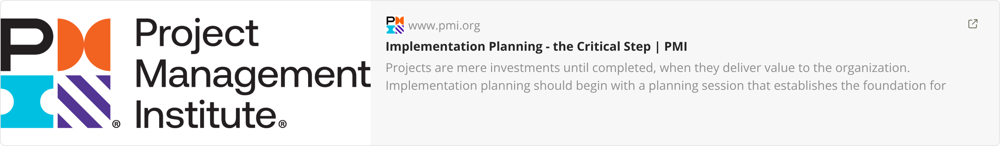 Project
Management
Institute®
®
www.pmi.org
Implementation Planning - the Critical Step | PMI
Projects are mere investments until completed, when they deliver value to the organization.
Implementation planning should begin with a planning session that establishes the foundation for